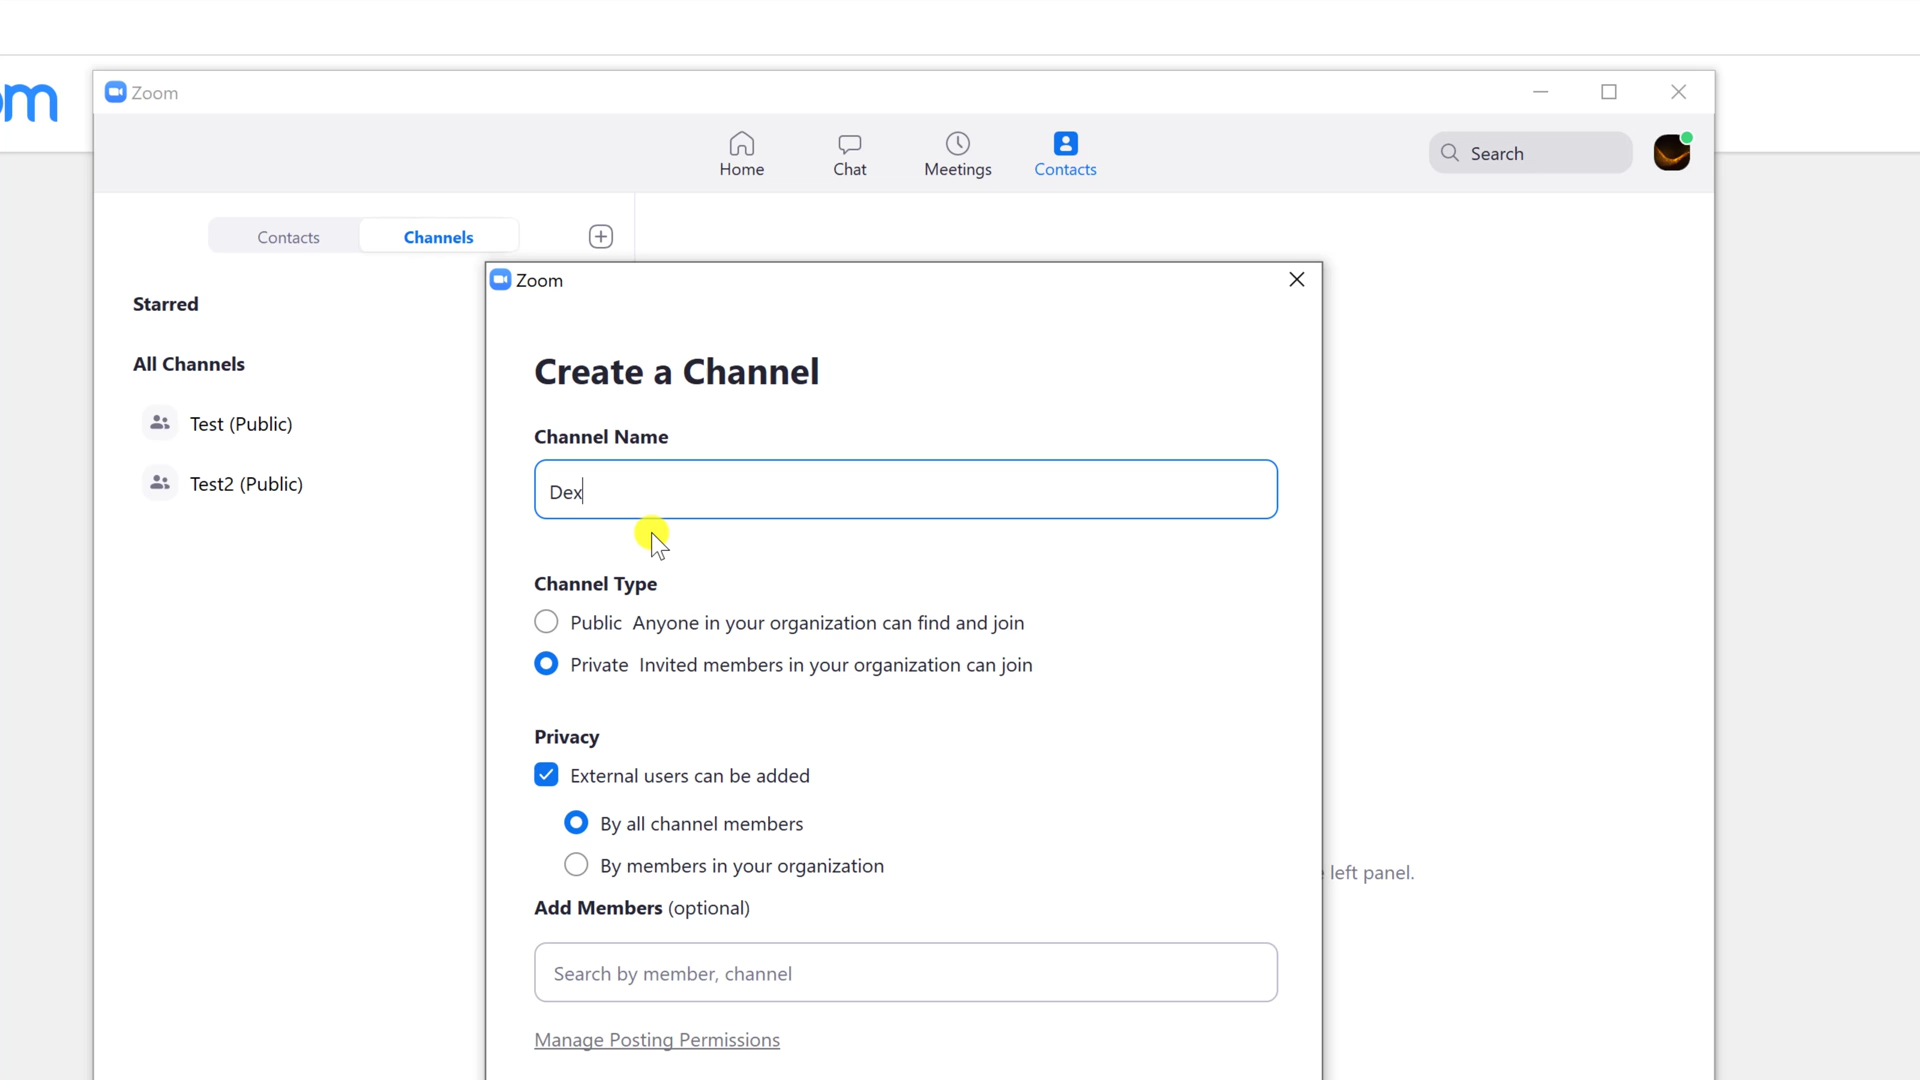 om
Zoom
Home
Chat
Meetings
Contacts
Search
Contacts
Channels
Starred
All Channels
Test (Public)
Test2 (Public)
Zoom
Create a Channel
Channel Name
Dex
Channel Type
Public Anyone in your organization can find and join
Private Invited members in your organization can join
Privacy
External users can be added
By all channel members
By members in your organization
left panel.
Add Members (optional)
Search by member, channel
Manage Posting Permissions